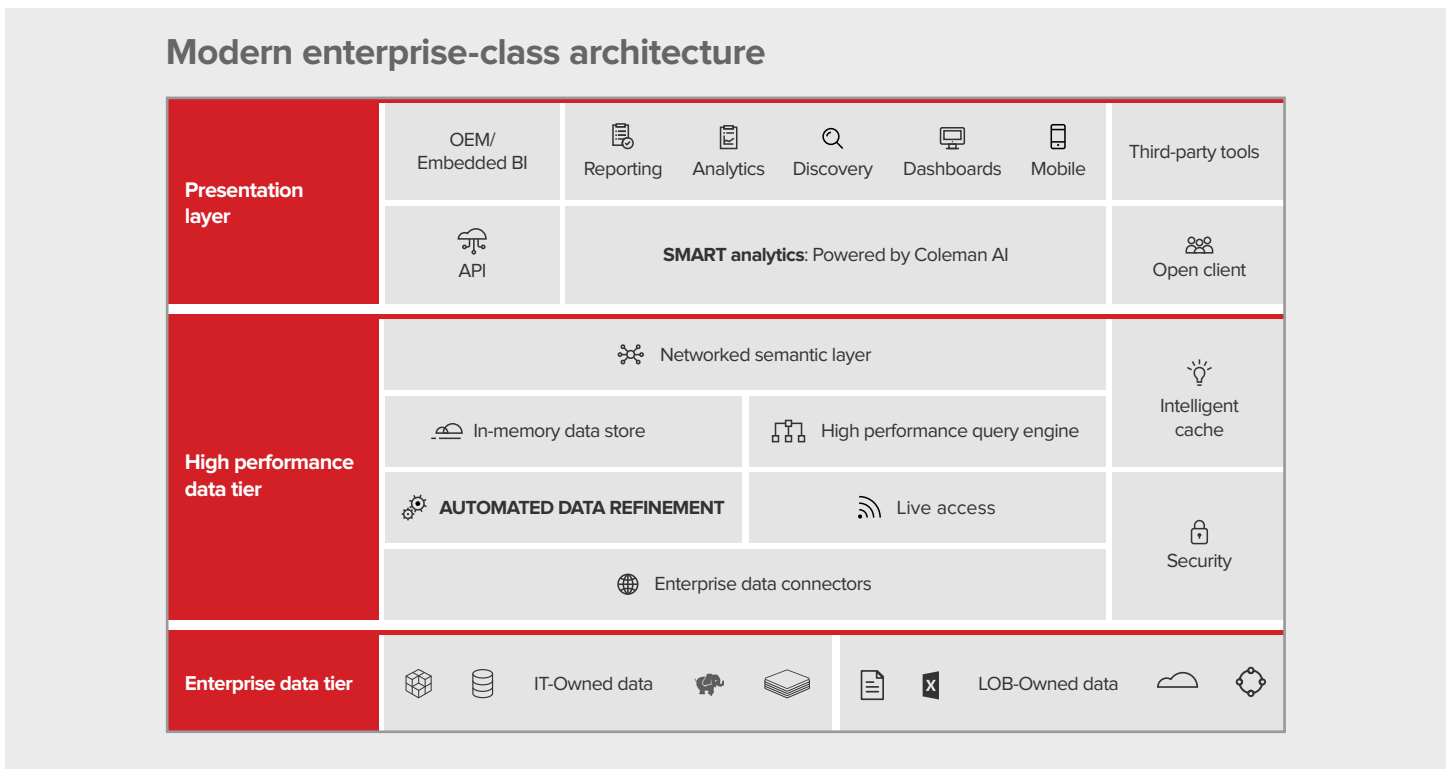 Modern enterprise-class architecture
Presentation
layer
OEM/
Embedded BI
Reporting
Analytics
Discovery
Dashboards
Mobile
Third-party tools
API
SMART analytics: Powered by Coleman AI
Open client
High performance
data tier
Networked semantic layer
In-memory data store
High performance query engine
Intelligent
cache
AUTOMATED DATA REFINEMENT
Live access
Security
Enterprise data connectors
Enterprise data tier
IT-Owned data
X
LOB-Owned data